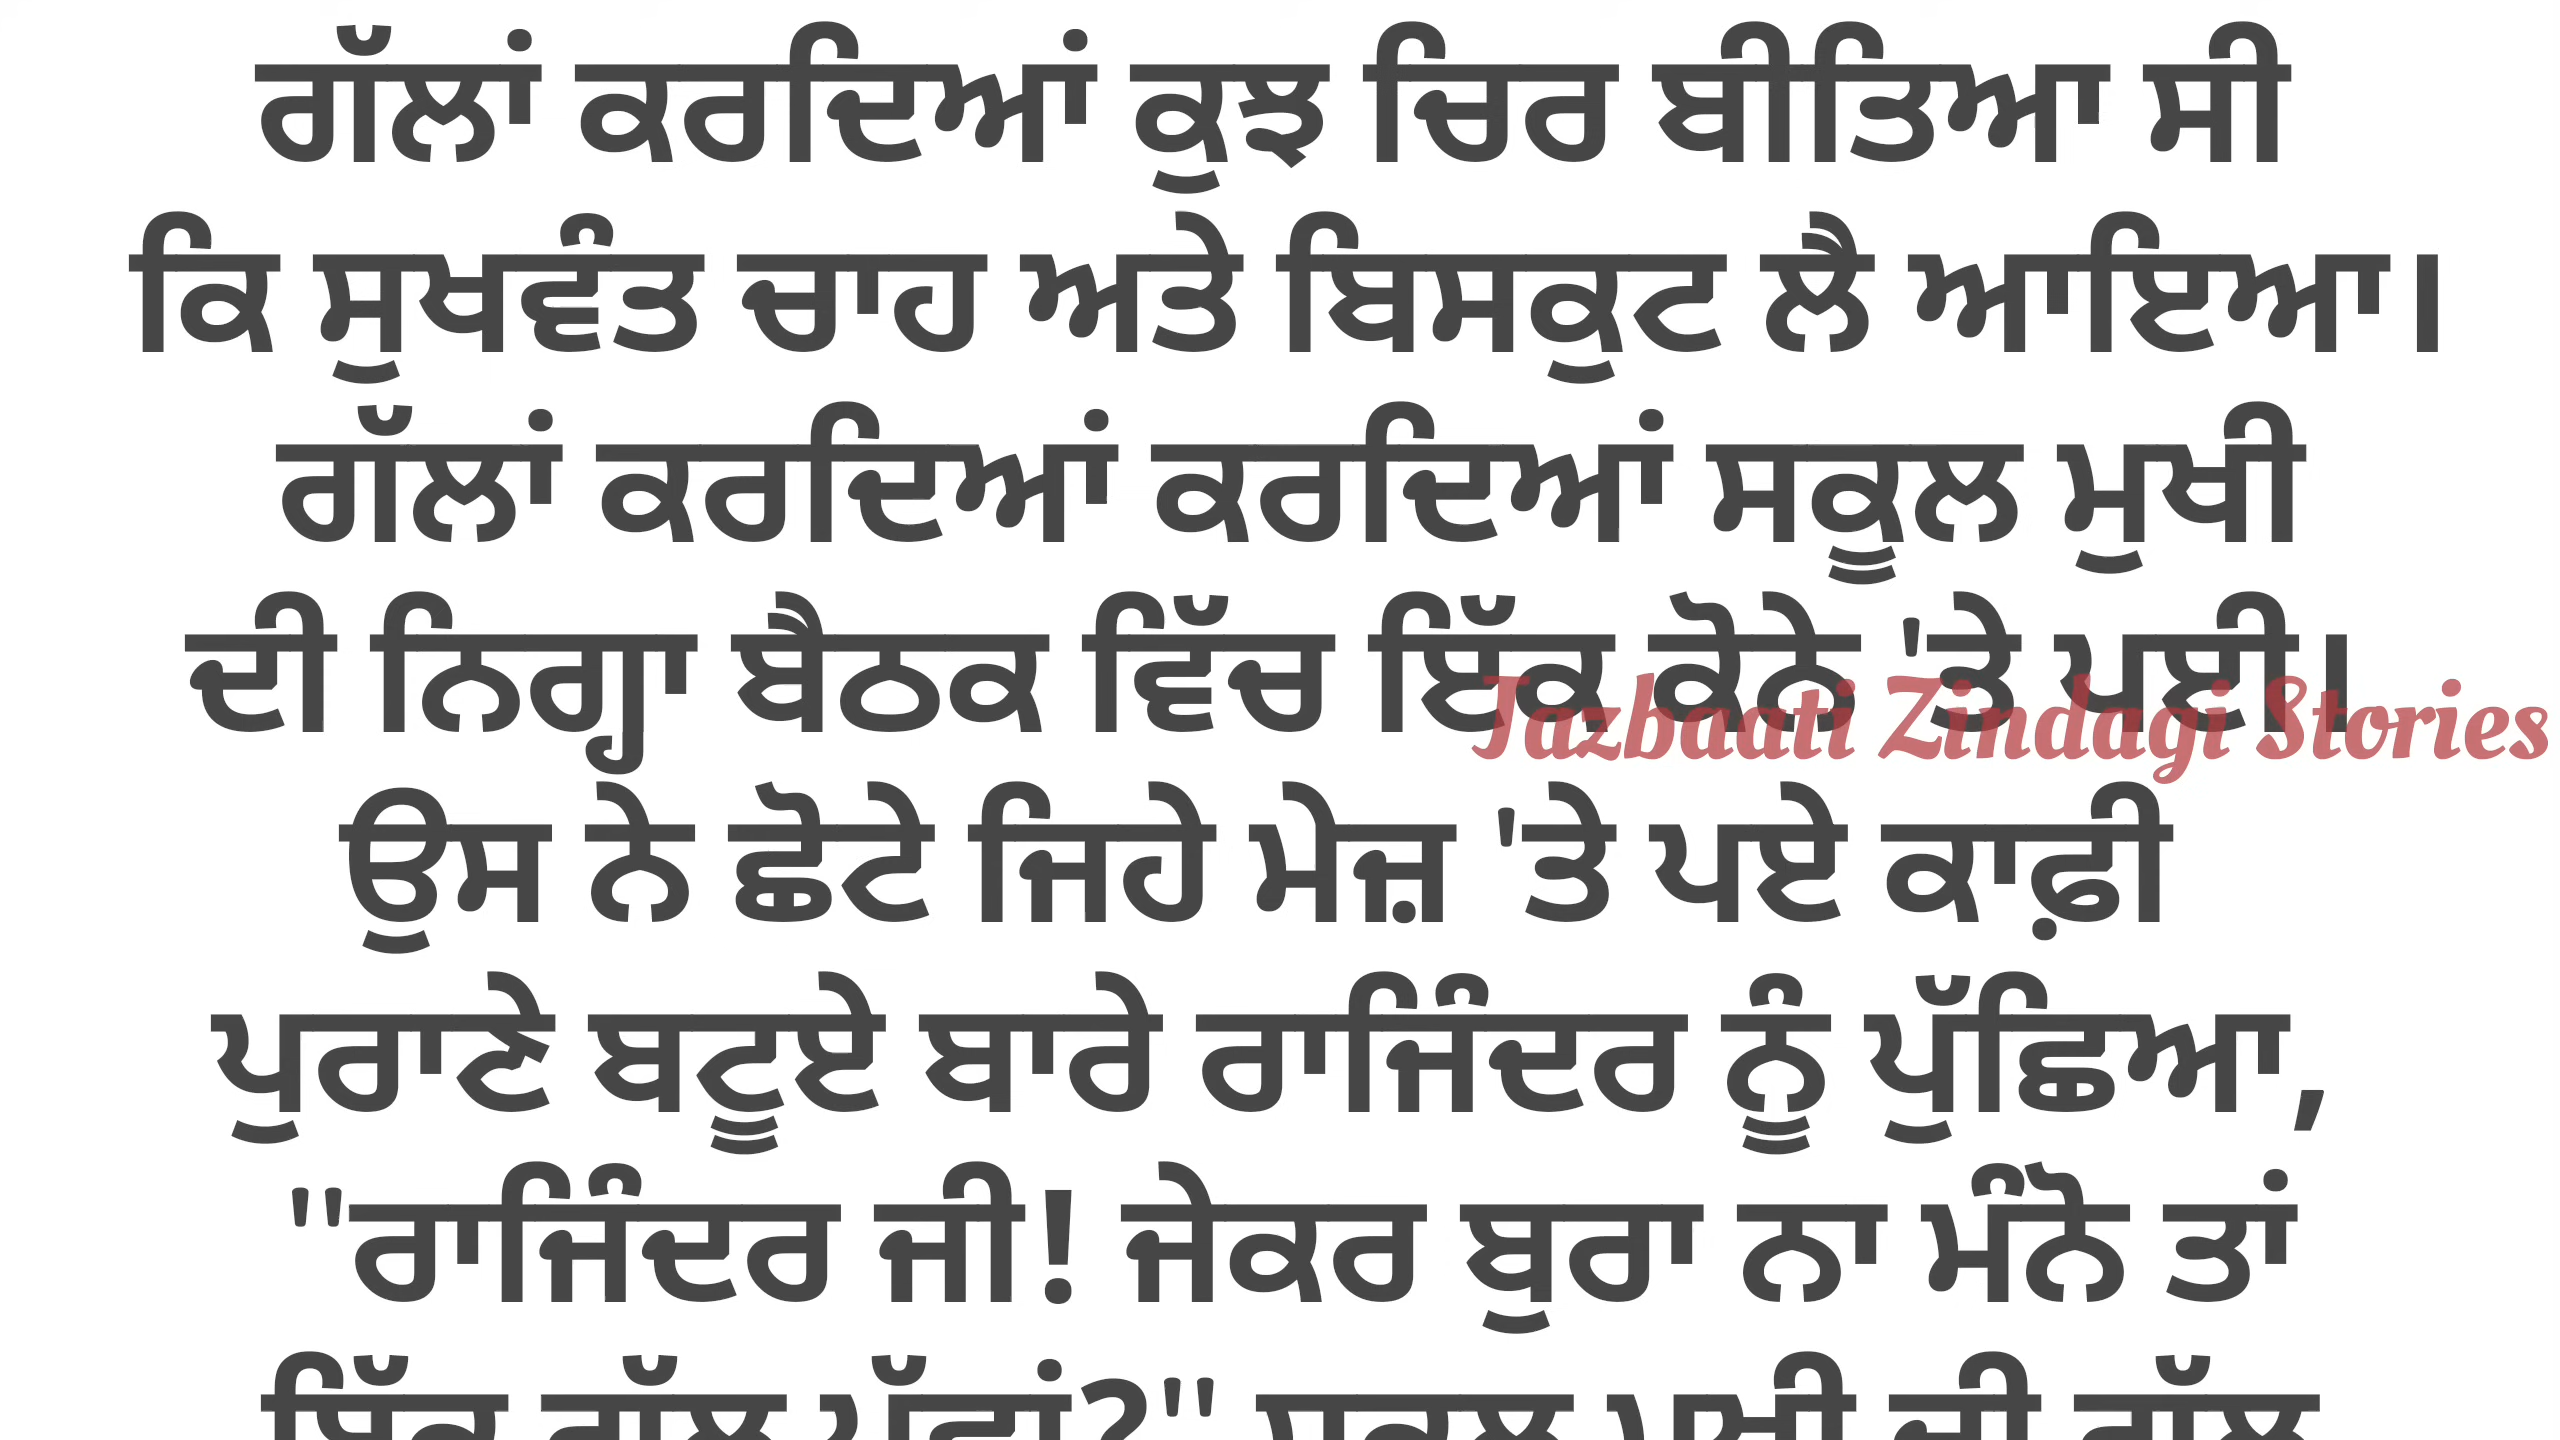 ਗੱਲਾਂ ਕਰਦਿਆਂ ਕੁਝ ਚਿਰ ਬੀਤਿਆ ਸੀ
ਕਿ ਸੁਖਵੰਤ ਚਾਹ ਅਤੇ ਬਿਸਕੁਟ ਲੈ ਆਇਆ।
ਗੱਲਾਂ ਕਰਦਿਆਂ ਕਰਦਿਆਂ ਸਕੂਲ ਮੁਖੀ
ਦੀ ਨਿਗ੍ਹਾ ਬੈਠਕ ਵਿੱਚ ਇੱਕ ਕੋਨੇ 'ਤੇ ਪਈ।
Jazbaati Zindagi Stories
ਉਸ ਨੇ ਛੋਟੇ ਜਿਹੇ ਮੇਜ਼ 'ਤੇ ਪਏ ਕਾਫ਼ੀ
ਪੁਰਾਣੇ ਬਟੂਏ ਬਾਰੇ ਰਾਜਿੰਦਰ ਨੂੰ ਪੁੱਛਿਆ,
"ਰਾਜਿੰਦਰ ਜੀ! ਜੇਕਰ ਬੁਰਾ ਨਾ ਮੰਨੋ ਤਾਂ
ਇੱਕ ਗੱਲ ਪੁੱਛਾਂ?" ਸਕੂਲ ਮੁਖੀ ਦੀ ਗੱਲ